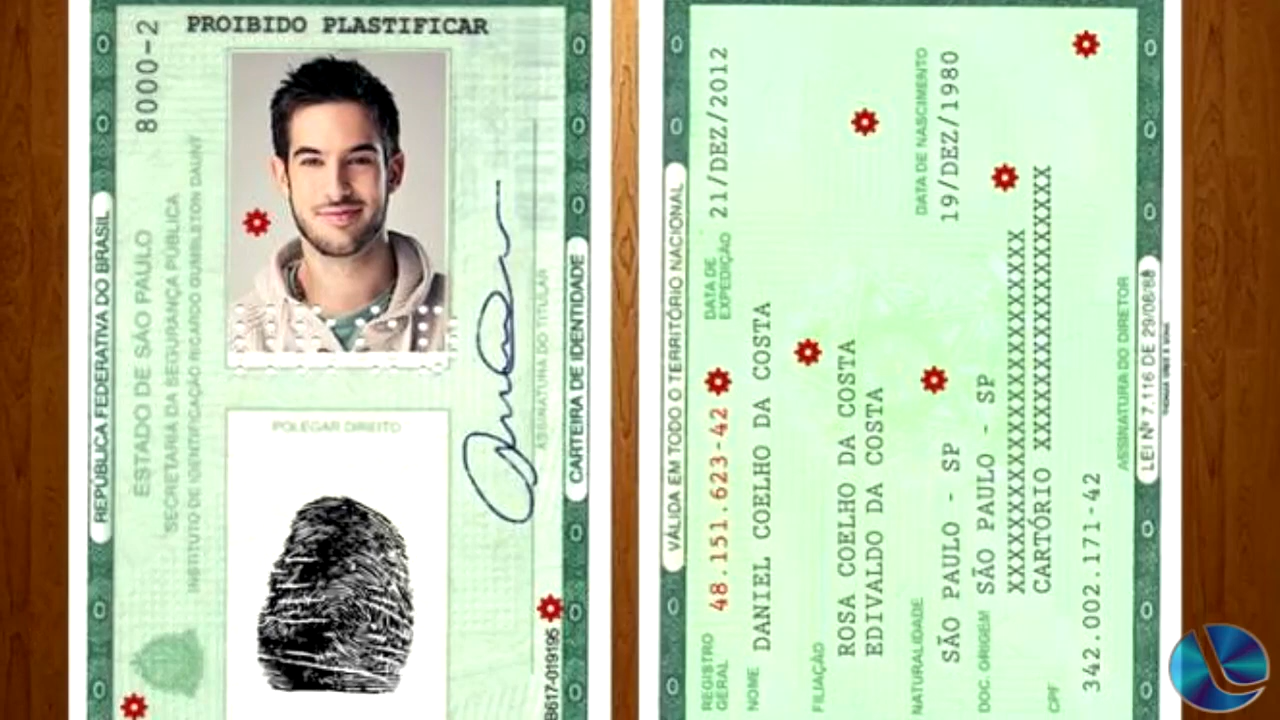 8000-2
PROIBIDO PLASTIFICAR
REPÚBLICA FEDERATIVA DO BRASIL
ESTADO DE SÃO PAULO
SECRETARIA DA SEGURANÇA PÚBLICA
INSTITUTO DE IDENTIFICAÇÃO RICARDO GUMBLETON DAUNT
POLEGAR DIREITO
ASSINATURA DO TITULAR
CARTEIRA DE IDENTIDADE
B617-019195
VÁLIDA EM TODO O TERRITÓRIO NACIONAL
REGISTRO GERAL 48.151.623-42 DATA DE EXPEDIÇÃO 21/DEZ/2012
NOME DANIEL COELHO DA COSTA
FILIAÇÃO
ROSA COELHO DA COSTA
EDIVALDO DA COSTA
NATURALIDADE DATA DE NASCIMENTO
SÃO PAULO - SP 19/DEZ/1980
DOC. ORIGEM SÃO PAULO - SP
XXXXXXXXXXXXXXXXXXXXXXXXXXXX
CARTÓRIO XXXXXXXXXXXXXXXXXXXXX
CPF 342.002.171-42
ASSINATURA DO DIRETOR
LEI Nº 7.116 DE 29/08/83